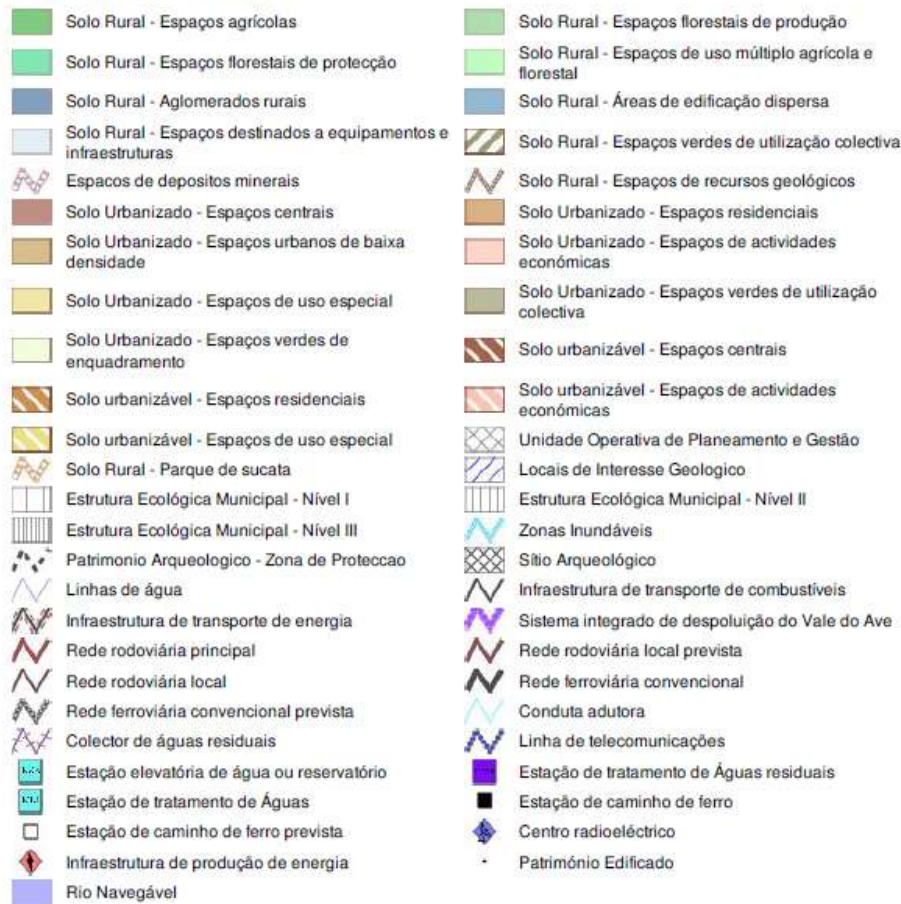 Solo Rural - Espaços agrícolas
Solo Rural - Espaços florestais de produção
Solo Rural - Espaços florestais de protecção
Solo Rural - Espaços de uso múltiplo agrícola e
florestal
Solo Rural - Aglomerados rurais
Solo Rural - Áreas de edificação dispersa
Solo Rural - Espaços destinados a equipamentos e
infraestruturas
Solo Rural - Espaços verdes de utilização colectiva
Espacos de depositos minerais
Solo Rural - Espaços de recursos geológicos
Solo Urbanizado - Espaços centrais
Solo Urbanizado - Espaços residenciais
Solo Urbanizado - Espaços urbanos de baixa
densidade
Solo Urbanizado - Espaços de actividades
económicas
Solo Urbanizado - Espaços de uso especial
Solo Urbanizado - Espaços verdes de utilização
colectiva
Solo Urbanizado - Espaços verdes de
enquadramento
Solo urbanizável - Espaços centrais
Solo urbanizável - Espaços residenciais
Solo urbanizável - Espaços de actividades
económicas
Solo urbanizável - Espaços de uso especial
Unidade Operativa de Planeamento e Gestão
Solo Rural - Parque de sucata
Locais de Interesse Geologico
Estrutura Ecológica Municipal - Nível I
Estrutura Ecológica Municipal - Nível II
Estrutura Ecológica Municipal - Nível III
Zonas Inundáveis
Patrimonio Arqueologico - Zona de Proteccao
Sítio Arqueológico
Linhas de água
Infraestrutura de transporte de combustíveis
Infraestrutura de transporte de energia
Sistema integrado de despoluição do Vale do Ave
Rede rodoviária principal
Rede rodoviária local prevista
Rede rodoviária local
Rede ferroviária convencional
Rede ferroviária convencional prevista
Conduta adutora
Colector de águas residuais
Linha de telecomunicações
Estação elevatória de água ou reservatório
Estação de tratamento de Águas residuais
Estação de tratamento de Águas
Estação de caminho de ferro
Estação de caminho de ferro prevista
Centro radioeléctrico
Infraestrutura de produção de energia
Património Edificado
Rio Navegável